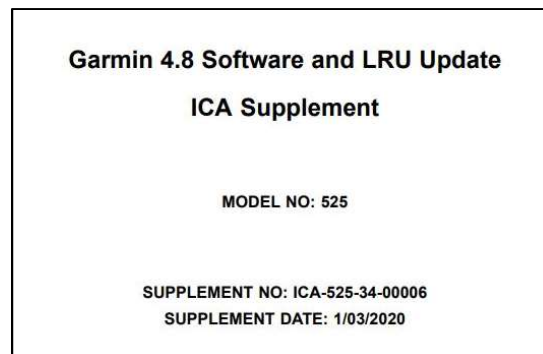 Garmin 4.8 Software and LRU Update
ICA Supplement
MODEL NO: 525
SUPPLEMENT NO: ICA-525-34-00006
SUPPLEMENT DATE: 1/03/2020